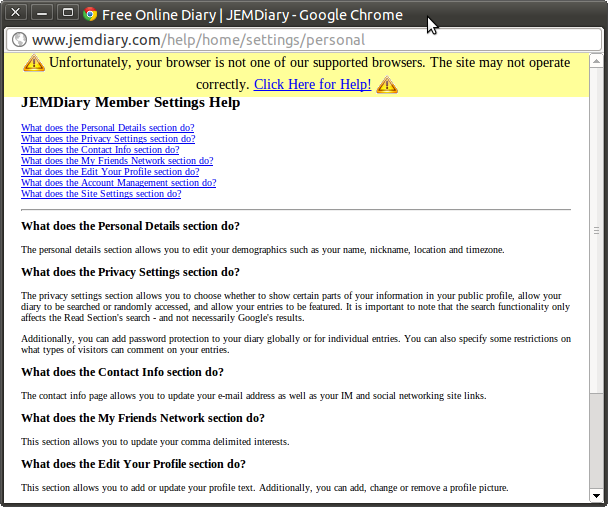 Free Online Diary | JEMDiary - Google Chrome
www.jemdiary.com/help/home/settings/personal
Unfortunately, your browser is not one of our supported browsers. The site may not operate
correctly. Click Here for Help!
JEMDiary Member Settings Help
What does the Personal Details section do?
What does the Privacy Settings section do?
What does the Contact Info section do?
What does the My Friends Network section do?
What does the Edit Your Profile section do?
What does the Account Management section do?
What does the Site Settings section do?
What does the Personal Details section do?
The personal details section allows you to edit your demographics such as your name, nickname, location and timezone.
What does the Privacy Settings section do?
The privacy settings section allows you to choose whether to show certain parts of your information in your public profile, allow your
diary to be searched or randomly accessed, and allow your entries to be featured. It is important to note that the search functionality only
affects the Read Section's search - and not necessarily Google's results.
Additionally, you can add password protection to your diary globally or for individual entries. You can also specify some restrictions on
what types of visitors can comment on your entries.
What does the Contact Info section do?
The contact info page allows you to update your e-mail address as well as your IM and social networking site links.
What does the My Friends Network section do?
This section allows you to update your comma delimited interests.
What does the Edit Your Profile section do?
This section allows you to add or update your profile text. Additionally, you can add, change or remove a profile picture.